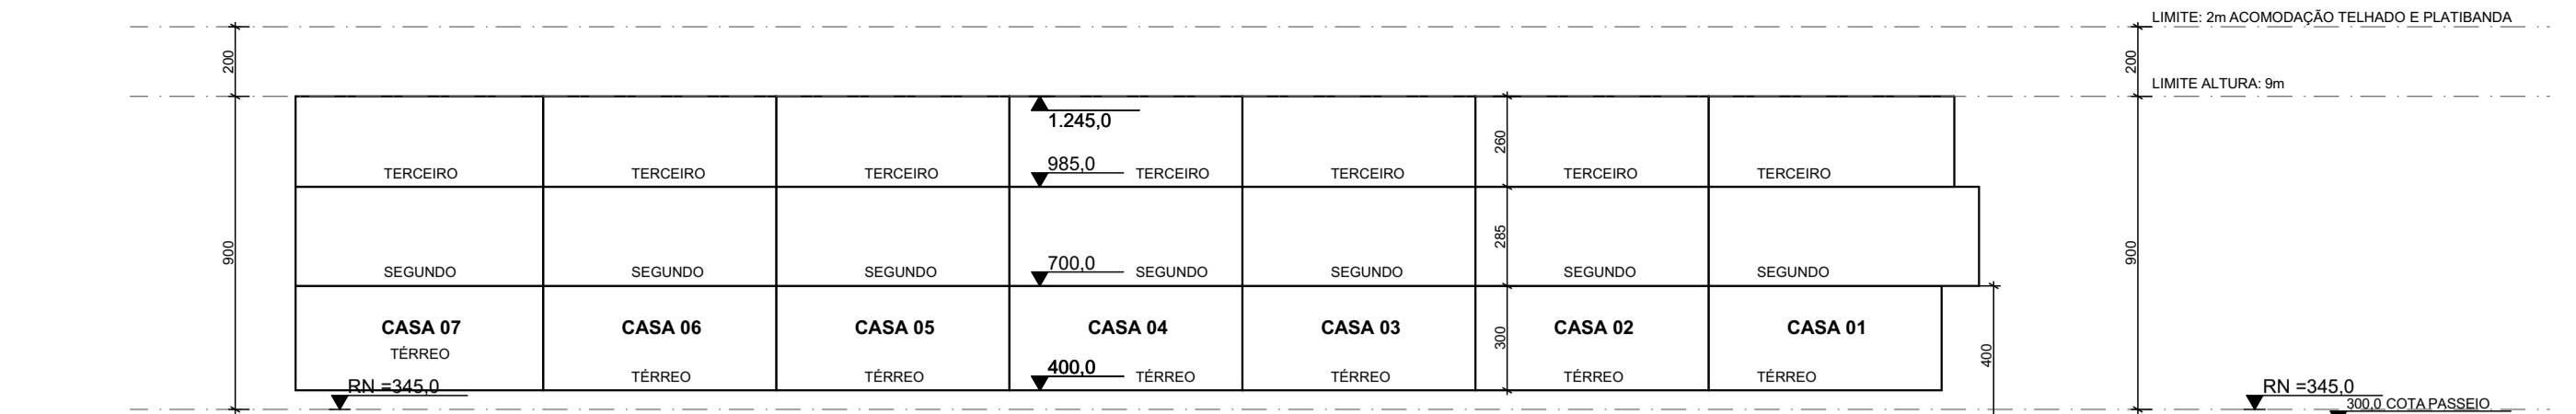 LIMITE: 2m ACOMODAÇÃO TELHADO E PLATIBANDA
200
200
LIMITE ALTURA: 9m
1.245,0
260
985,0
TERCEIRO
TERCEIRO
TERCEIRO
TERCEIRO
TERCEIRO
TERCEIRO
TERCEIRO
900
285
900
700,0
SEGUNDO
SEGUNDO
SEGUNDO
SEGUNDO
SEGUNDO
SEGUNDO
SEGUNDO
CASA 07
CASA 06
CASA 05
CASA 04
CASA 03
300
CASA 02
CASA 01
TÉRREO
400
400,0
TÉRREO
TÉRREO
TÉRREO
TÉRREO
TÉRREO
TÉRREO
RN =345,0
RN =345,0
300,0 COTA PASSEIO